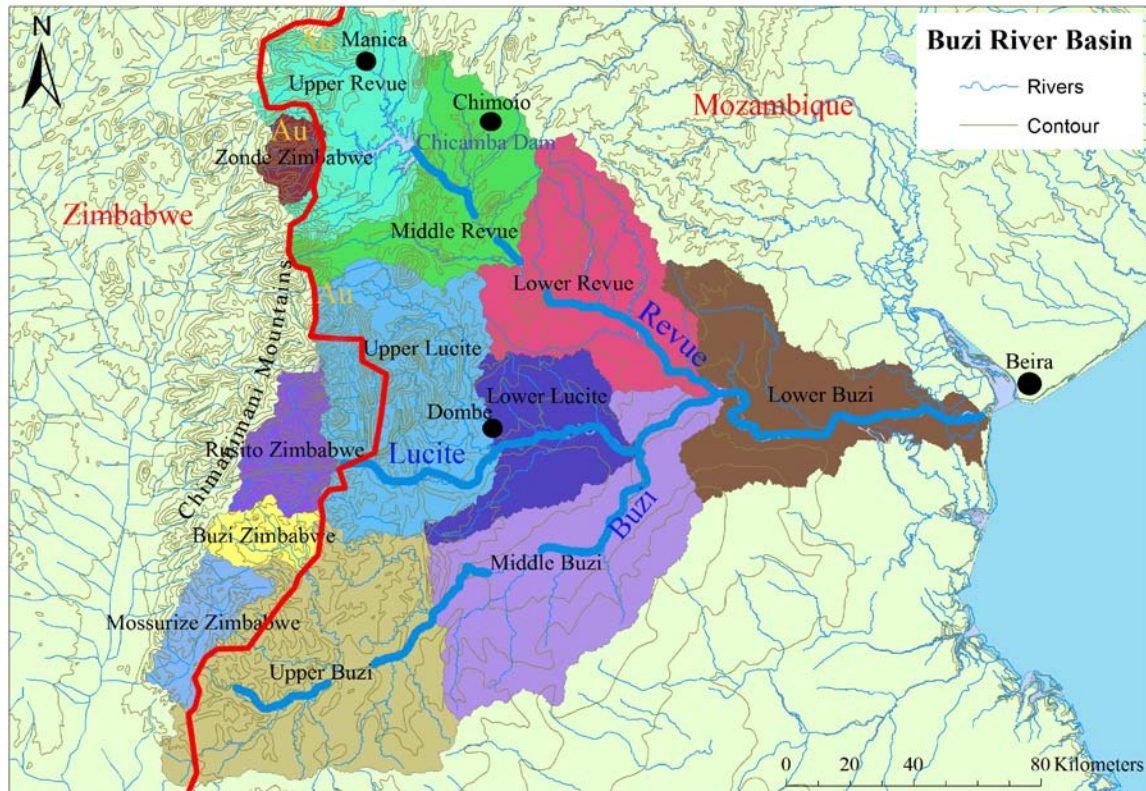 N
Au
Manica
Upper Revue
Chimoio
Chicamba Dam
Au
Zonde Zimbabwe
Mozambique
Buzi River Basin
Rivers
Contour
Zimbabwe
Middle Revue
Chimanimani Mountains
Au
Lower Revue
Revue
Upper Lucite
Lower Lucite
Dombe
Lucite
Lower Buzi
Beira
Rusito Zimbabwe
Buzi Zimbabwe
Buzi
Middle Buzi
Mossurize Zimbabwe
Upper Buzi
0 20 40 80 Kilometers